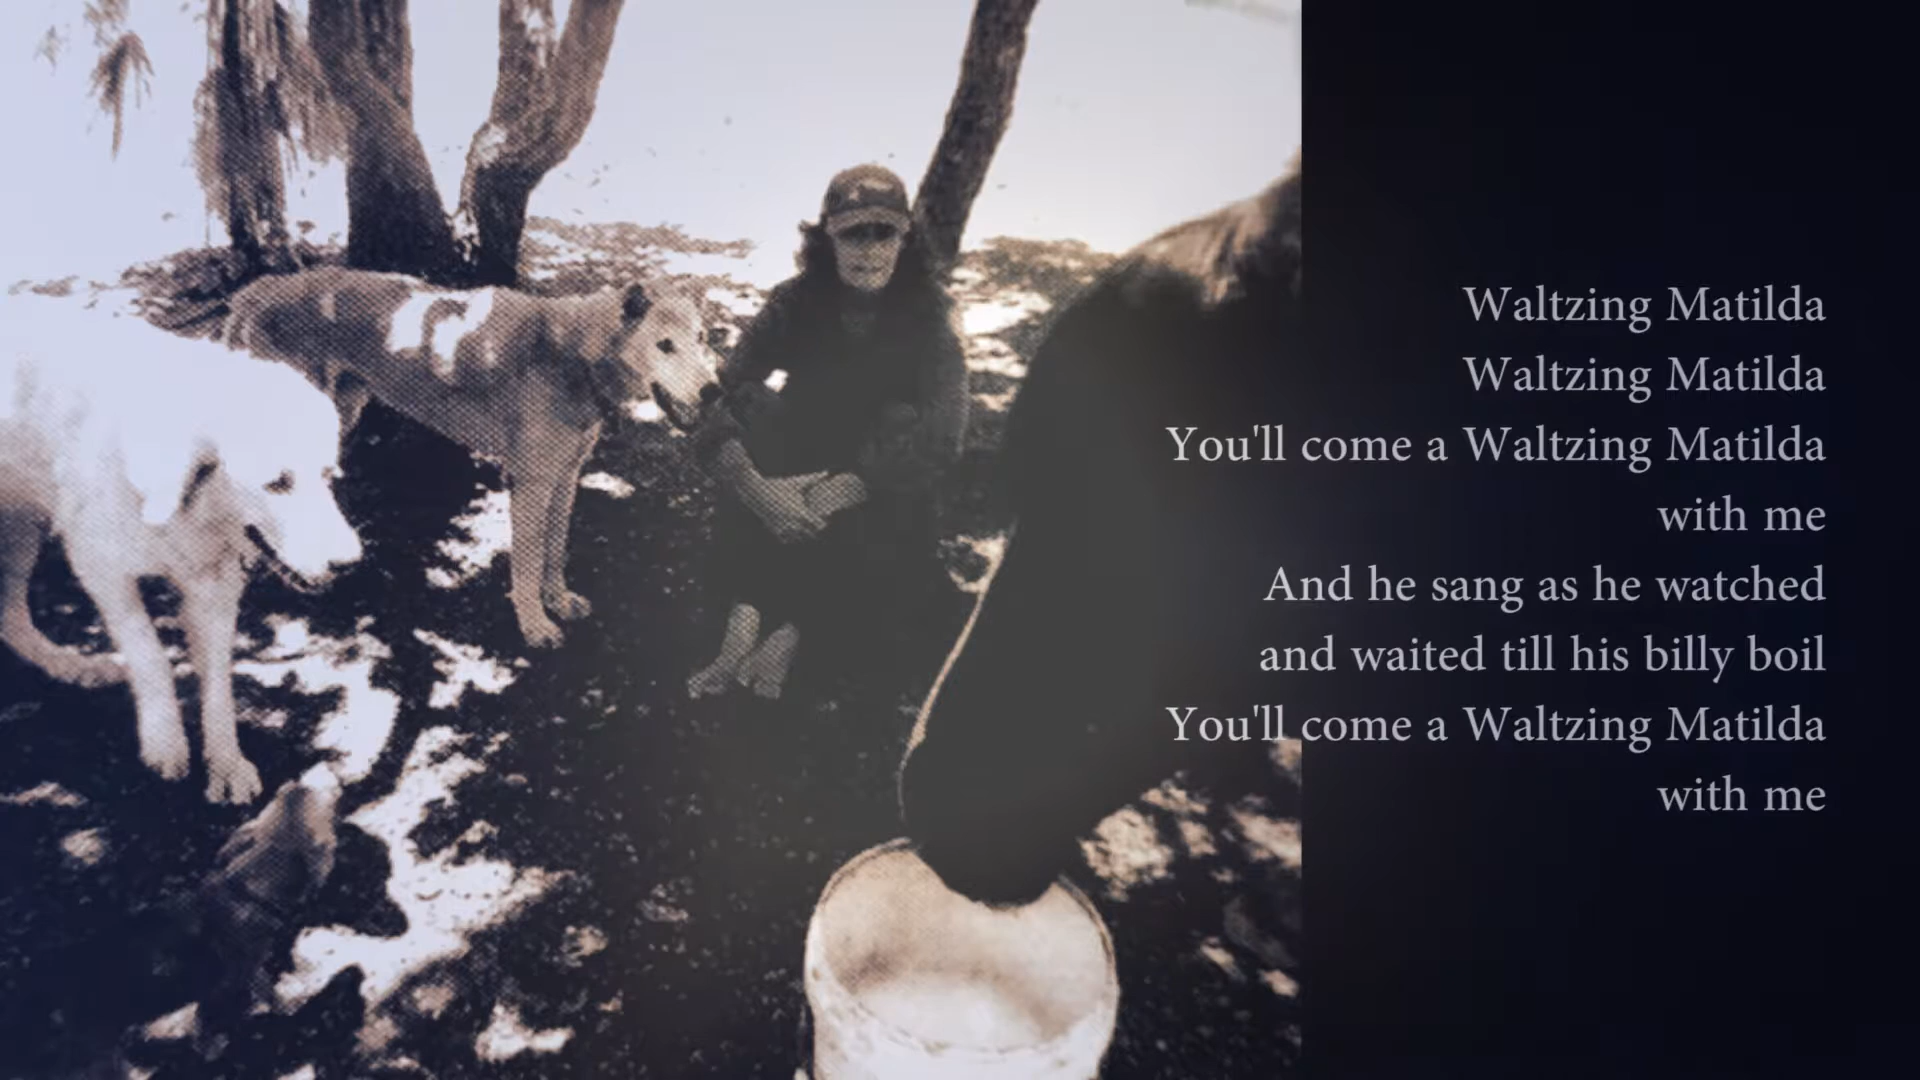 Waltzing Matilda
Waltzing Matilda
You'll come a Waltzing Matilda
with me
And he sang as he watched
and waited till his billy boil
You'll come a Waltzing Matilda
with me